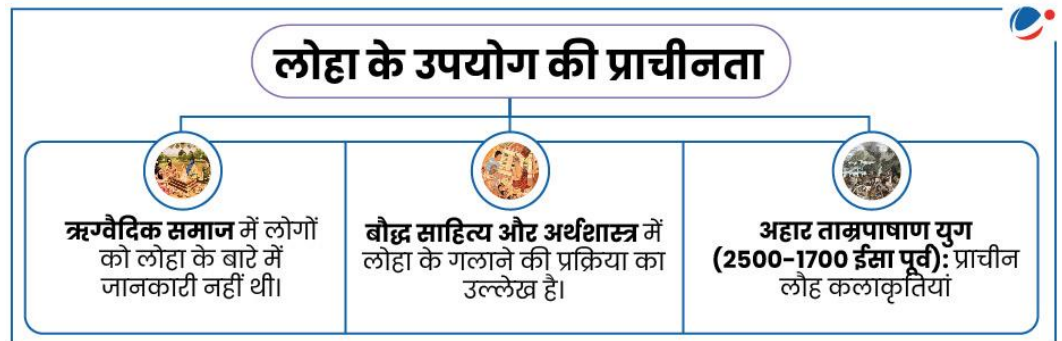 लोहा के उपयोग की प्राचीनता
ऋग्वैदिक समाज में लोगों
को लोहा के बारे में
जानकारी नहीं थी।
बौद्ध साहित्य और अर्थशास्त्र में
लोहा के गलाने की प्रक्रिया का
उल्लेख है।
अहार ताम्रपाषाण युग
(2500-1700 ईसा पूर्व): प्राचीन
लौह कलाकृतियां